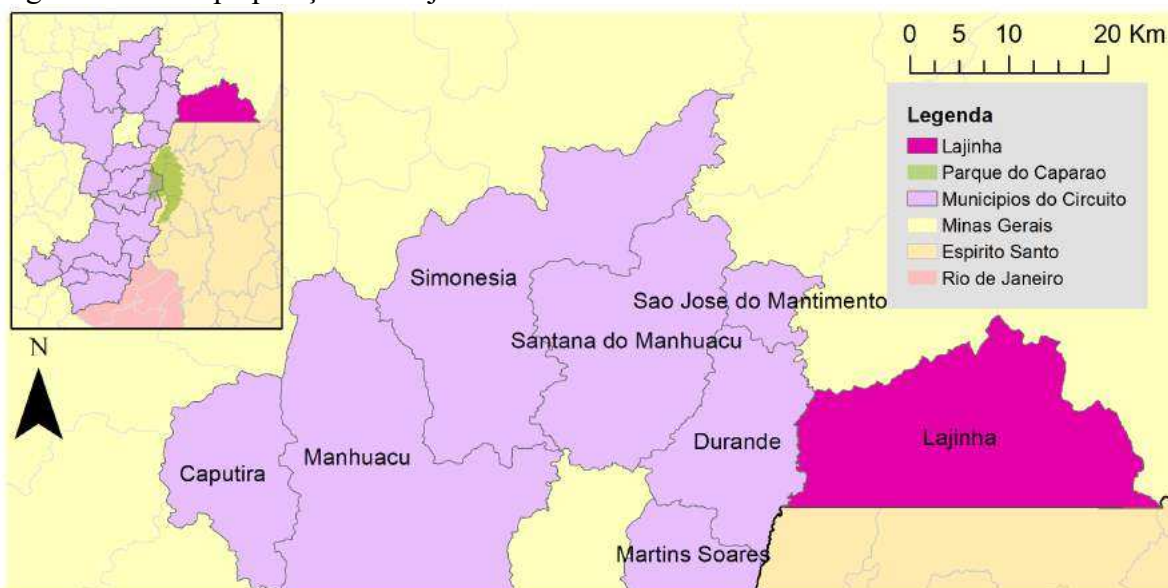 0 5 10 20 Km
Legenda
Lajinha
Parque do Caparao
Municipios do Circuito
Minas Gerais
Espirito Santo
Rio de Janeiro
N
Simonesia
Sao Jose do Mantimento
Santana do Manhuacu
Durande
Lajinha
Caputira
Manhuacu
Martins Soares